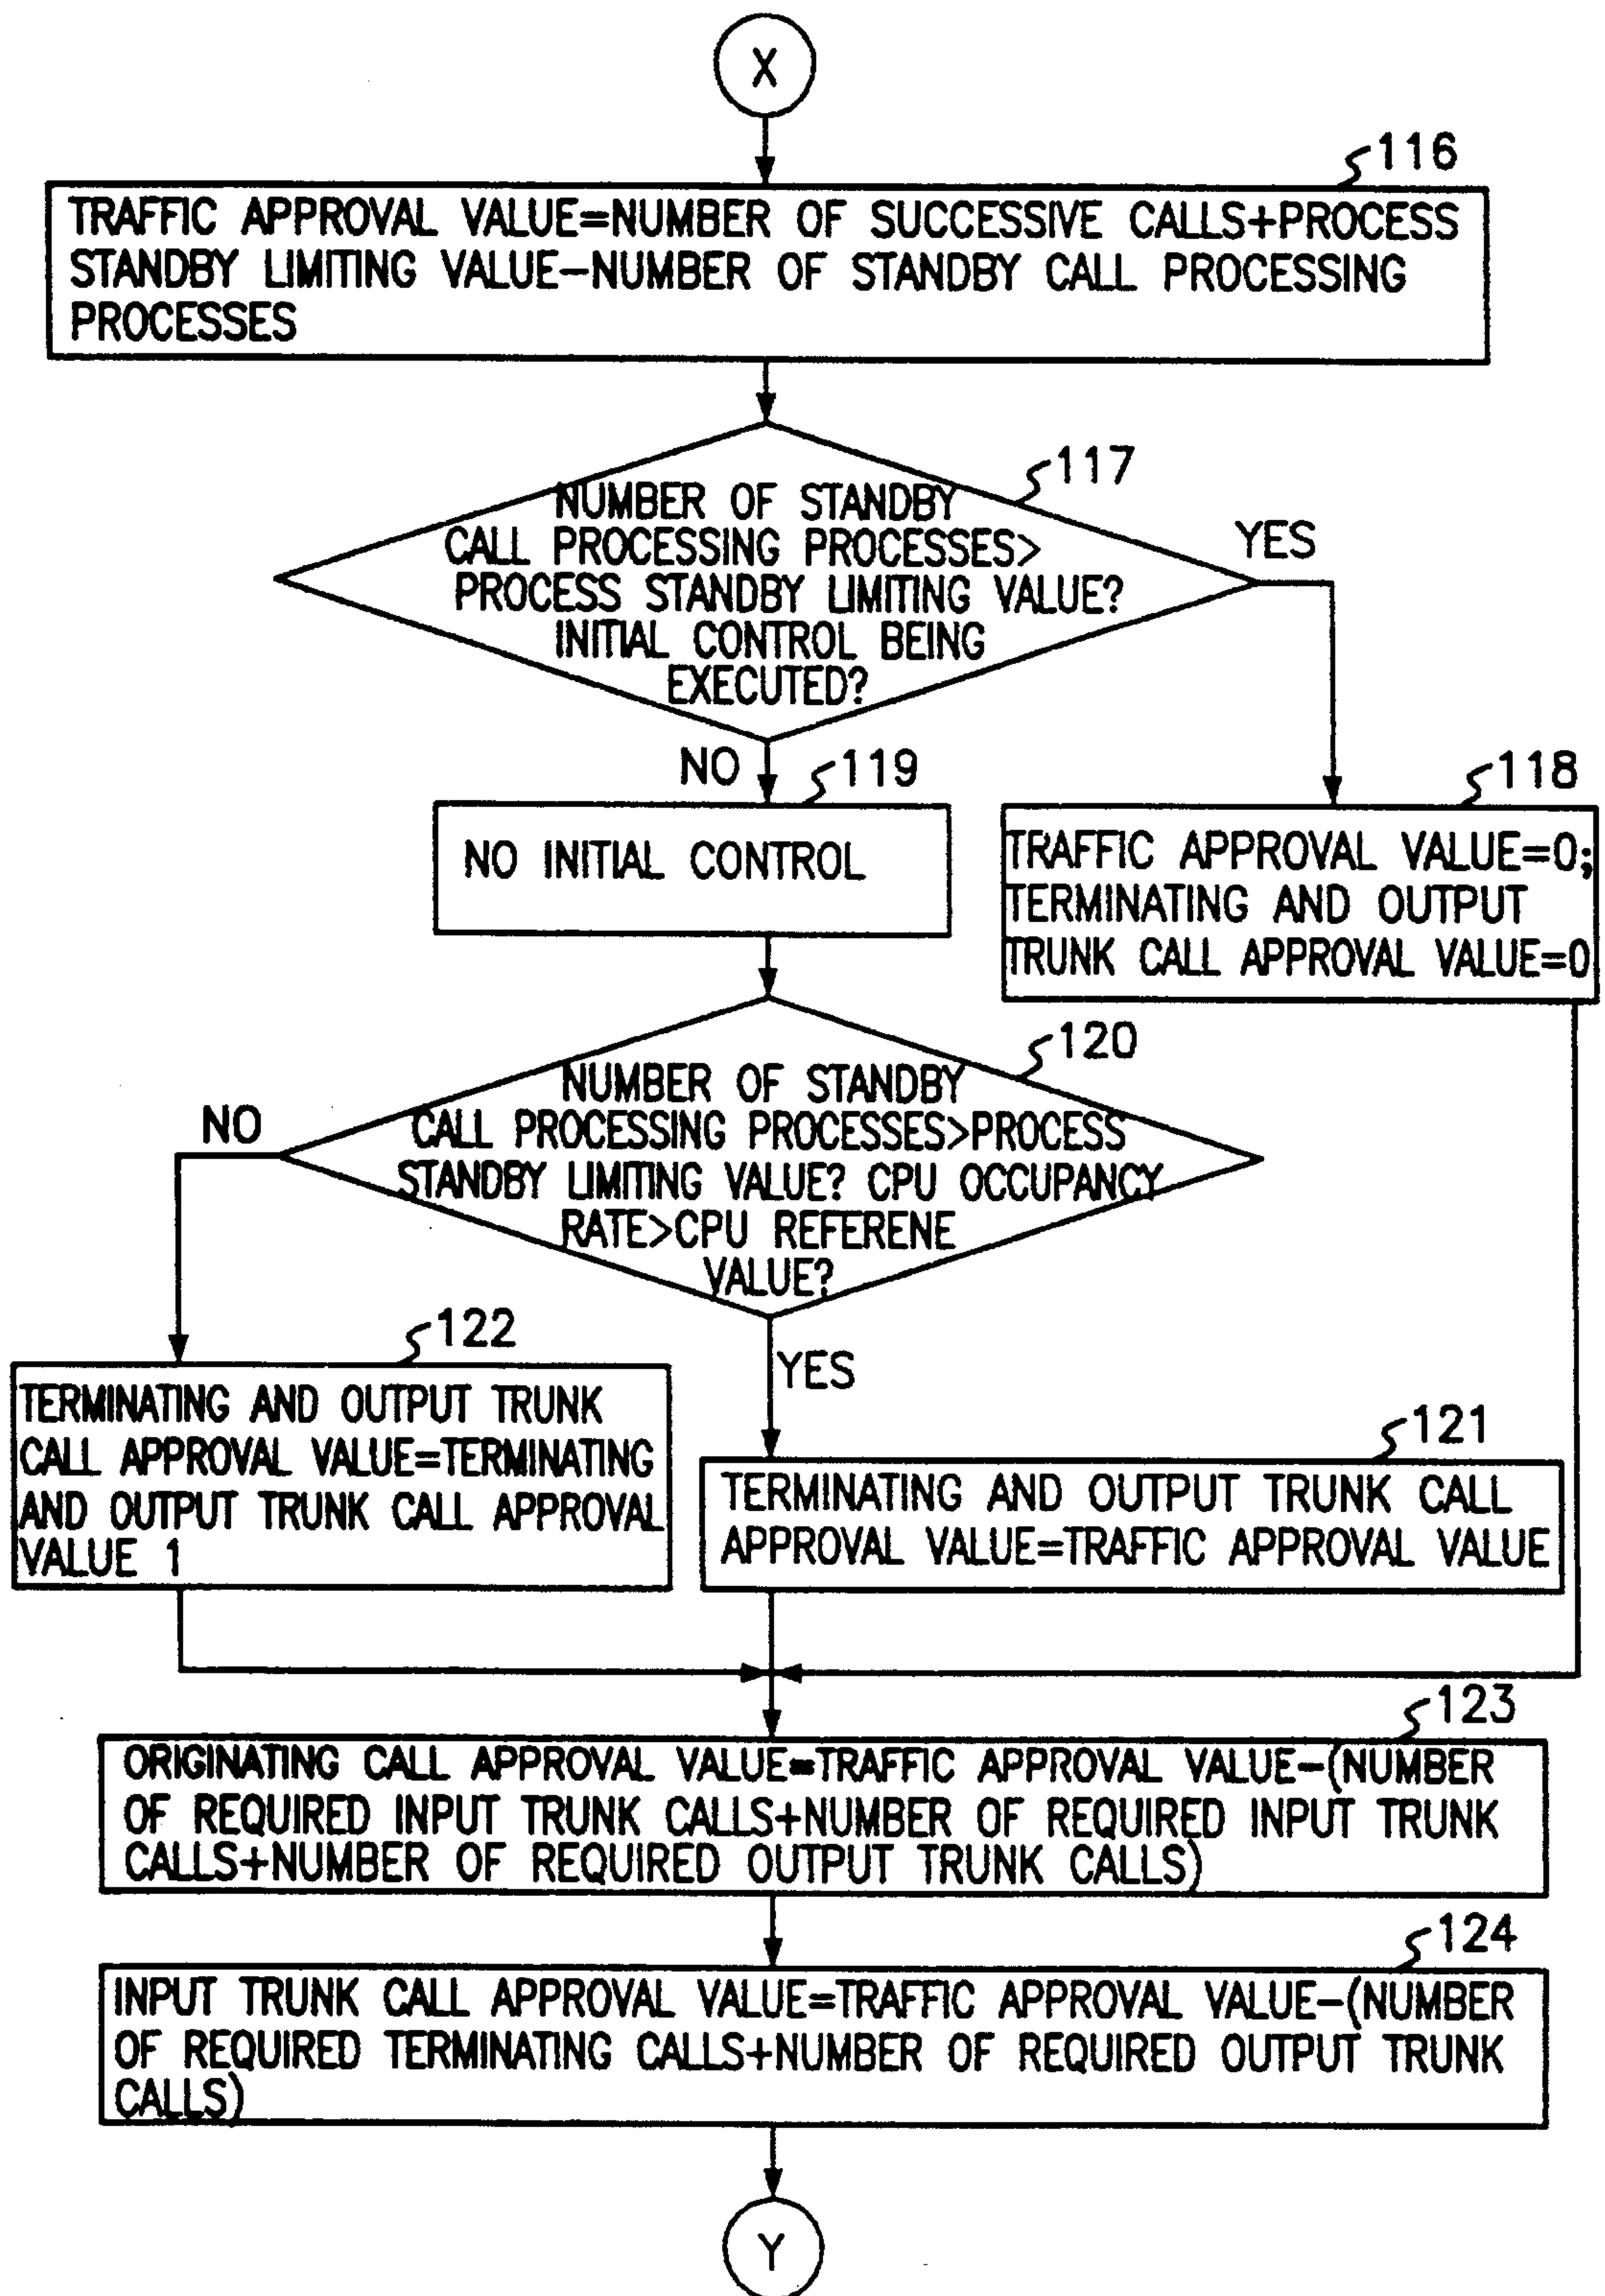 X
116
TRAFFIC APPROVAL VALUE=NUMBER OF SUCCESSIVE CALLS+PROCESS
STANDBY LIMITING VALUE-NUMBER OF STANDBY CALL PROCESSING
PROCESSES
117
NUMBER OF STANDBY
CALL PROCESSING PROCESSES>
PROCESS STANDBY LIMITING VALUE?
INITIAL CONTROL BEING
EXECUTED?
YES
NO
119
NO INITIAL CONTROL
118
TRAFFIC APPROVAL VALUE=0;
TERMINATING AND OUTPUT
TRUNK CALL APPROVAL VALUE=0
120
NUMBER OF STANDBY
CALL PROCESSING PROCESSES>PROCESS
STANDBY LIMITING VALUE? CPU OCCUPANCY
RATE>CPU REFERENE
VALUE?
NO
YES
122
TERMINATING AND OUTPUT TRUNK
CALL APPROVAL VALUE=TERMINATING
AND OUTPUT TRUNK CALL APPROVAL
VALUE 1
121
TERMINATING AND OUTPUT TRUNK CALL
APPROVAL VALUE=TRAFFIC APPROVAL VALUE
123
ORIGINATING CALL APPROVAL VALUE=TRAFFIC APPROVAL VALUE-(NUMBER
OF REQUIRED INPUT TRUNK CALLS+NUMBER OF REQUIRED INPUT TRUNK
CALLS+NUMBER OF REQUIRED OUTPUT TRUNK CALLS)
124
INPUT TRUNK CALL APPROVAL VALUE=TRAFFIC APPROVAL VALUE-(NUMBER
OF REQUIRED TERMINATING CALLS+NUMBER OF REQUIRED OUTPUT TRUNK
CALLS)
Y